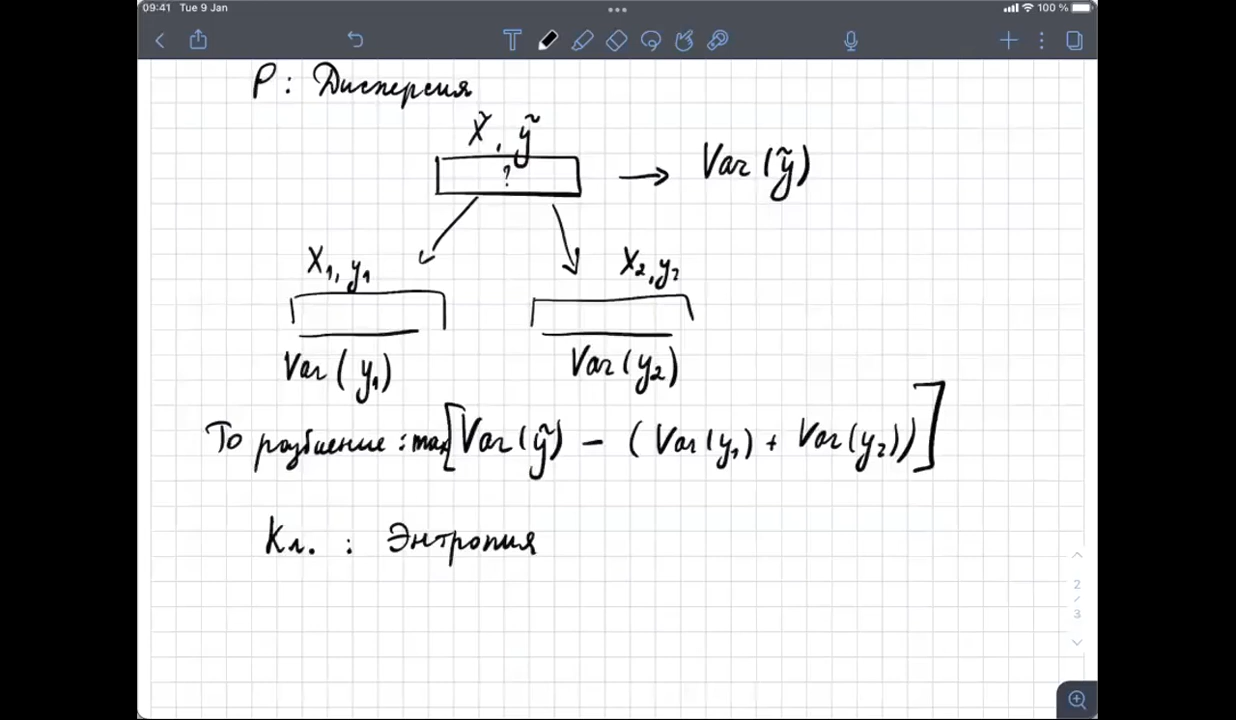 09:41 Tue 9 Jan
100 %
P: Дисперсия
X̃, ỹ
? → Var(ỹ)
X₁, y₁ X₂, y₂
Var(y₁) Var(y₂)
То разбиение: max[Var(ỹ) - (Var(y₁) + Var(y₂))]
Кл. : Энтропия
2
/
3